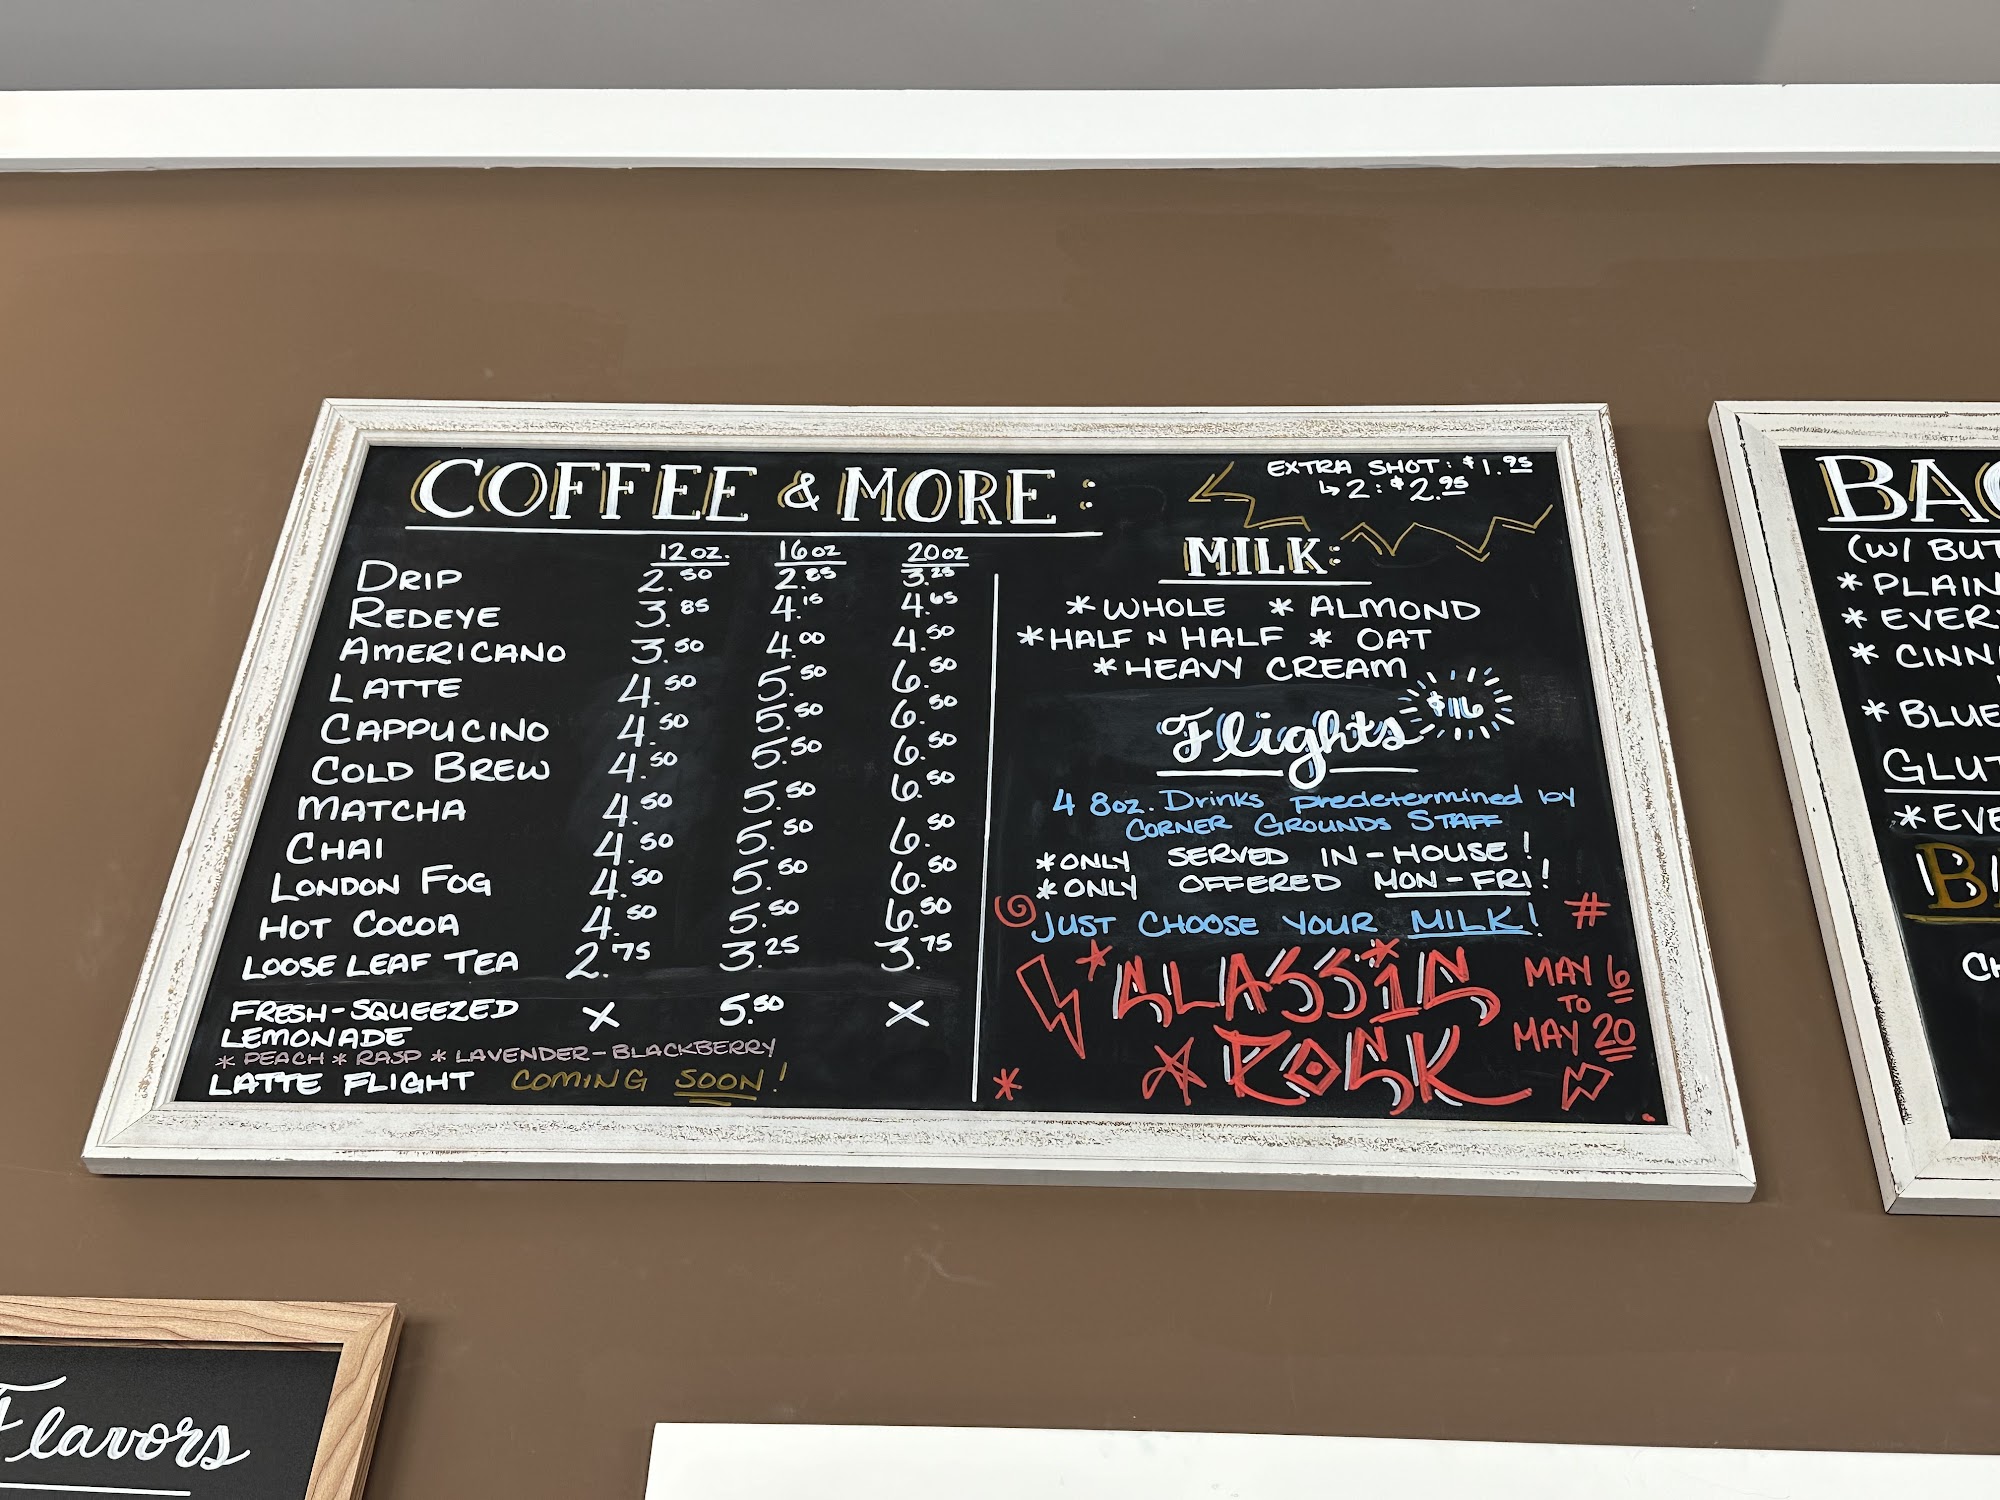 COFFEE & MORE:
12oz. 16oz 20oz
DRIP 2.50 2.85 3.25
REDEYE 3.85 4.15 4.65
AMERICANO 3.50 4.00 4.50
LATTE 4.50 5.50 6.50
CAPPUCINO 4.50 5.50 6.50
COLD BREW 4.50 5.50 6.50
MATCHA 4.50 5.50 6.50
CHAI 4.50 5.50 6.50
LONDON FOG 4.50 5.50 6.50
HOT COCOA 4.50 5.50 6.50
LOOSE LEAF TEA 2.75 3.25 3.75
FRESH-SQUEEZED
LEMONADE X 5.50 X
* PEACH * RASP * LAVENDER-BLACKBERRY
LATTE FLIGHT COMING SOON!
EXTRA SHOT: $1.95
↳ 2: $2.95
MILK:
* WHOLE * ALMOND
* HALF N HALF * OAT
* HEAVY CREAM
Flights $16
4 8oz. Drinks predetermined by
CORNER GROUNDS STAFF
* ONLY SERVED IN-HOUSE!
* ONLY OFFERED MON-FRI!
JUST CHOOSE YOUR MILK! #
CLASSIC
ROCK
MAY 6
TO
MAY 20
(W/ BUT
* PLAIN
* EVER
* CINN
* BLUE
GLUT
* EVE
Flavors